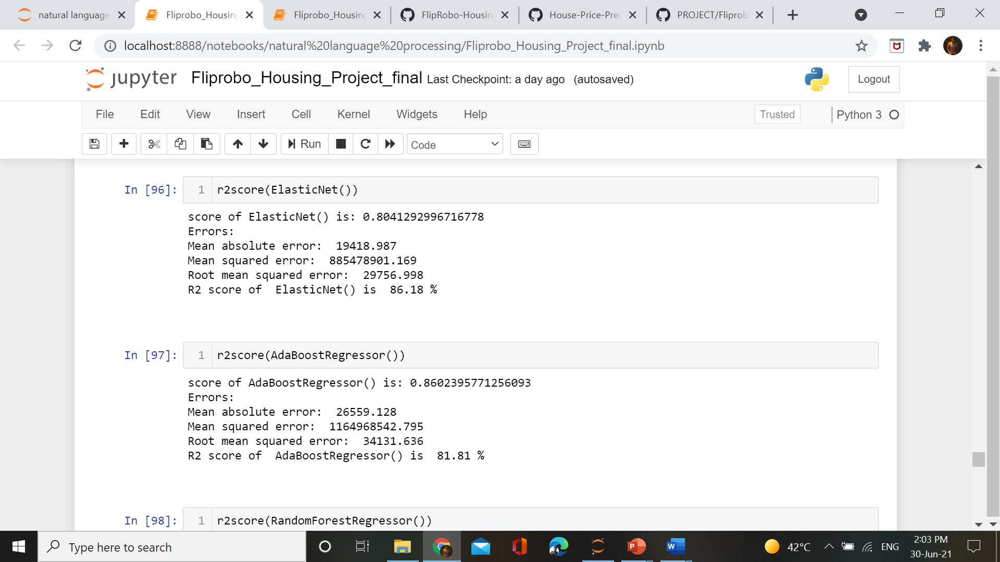 natural language
Fliprobo_Housing
Fliprobo_Housing
FlipRobo-Housin
House-Price-Pred
PROJECT/Fliprob
localhost:8888/notebooks/natural%20language%20processing/Fliprobo_Housing_Project_final.ipynb
jupyter
Fliprobo_Housing_Project_final Last Checkpoint: a day ago (autosaved)
Logout
File Edit View Insert Cell Kernel Widgets Help
Trusted
Python 3
Run
Code
In [96]: 1 r2score(ElasticNet())
score of ElasticNet() is: 0.8041292996716778
Errors:
Mean absolute error:  19418.987
Mean squared error:  885478901.169
Root mean squared error:  29756.998
R2 score of  ElasticNet() is  86.18 %
In [97]: 1 r2score(AdaBoostRegressor())
score of AdaBoostRegressor() is: 0.8602395771256093
Errors:
Mean absolute error:  26559.128
Mean squared error:  1164968542.795
Root mean squared error:  34131.636
R2 score of  AdaBoostRegressor() is  81.81 %
In [98]: 1 r2score(RandomForestRegressor())
Type here to search
P
W
42°C
ENG
2:03 PM
30-Jun-21